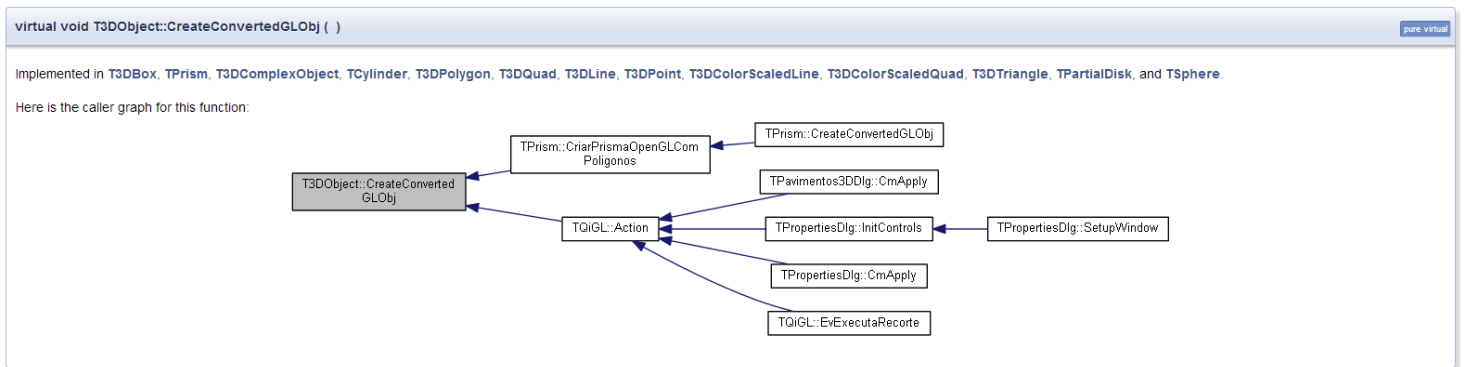 virtual void T3DObject::CreateConvertedGLObj ( )
pure virtual
Implemented in T3DBox, TPrism, T3DComplexObject, TCylinder, T3DPolygon, T3DQuad, T3DLine, T3DPoint, T3DColorScaledLine, T3DColorScaledQuad, T3DTriangle, TPartialDisk, and TSphere.
Here is the caller graph for this function:
TPrism::CreateConvertedGLObj
TPrism::CriarPrismaOpenGLCom
Poligonos
T3DObject::CreateConverted
GLObj
TPavimentos3DDlg::CmApply
TQiGL::Action
TPropertiesDlg::InitControls
TPropertiesDlg::SetupWindow
TPropertiesDlg::CmApply
TQiGL::EvExecutaRecorte